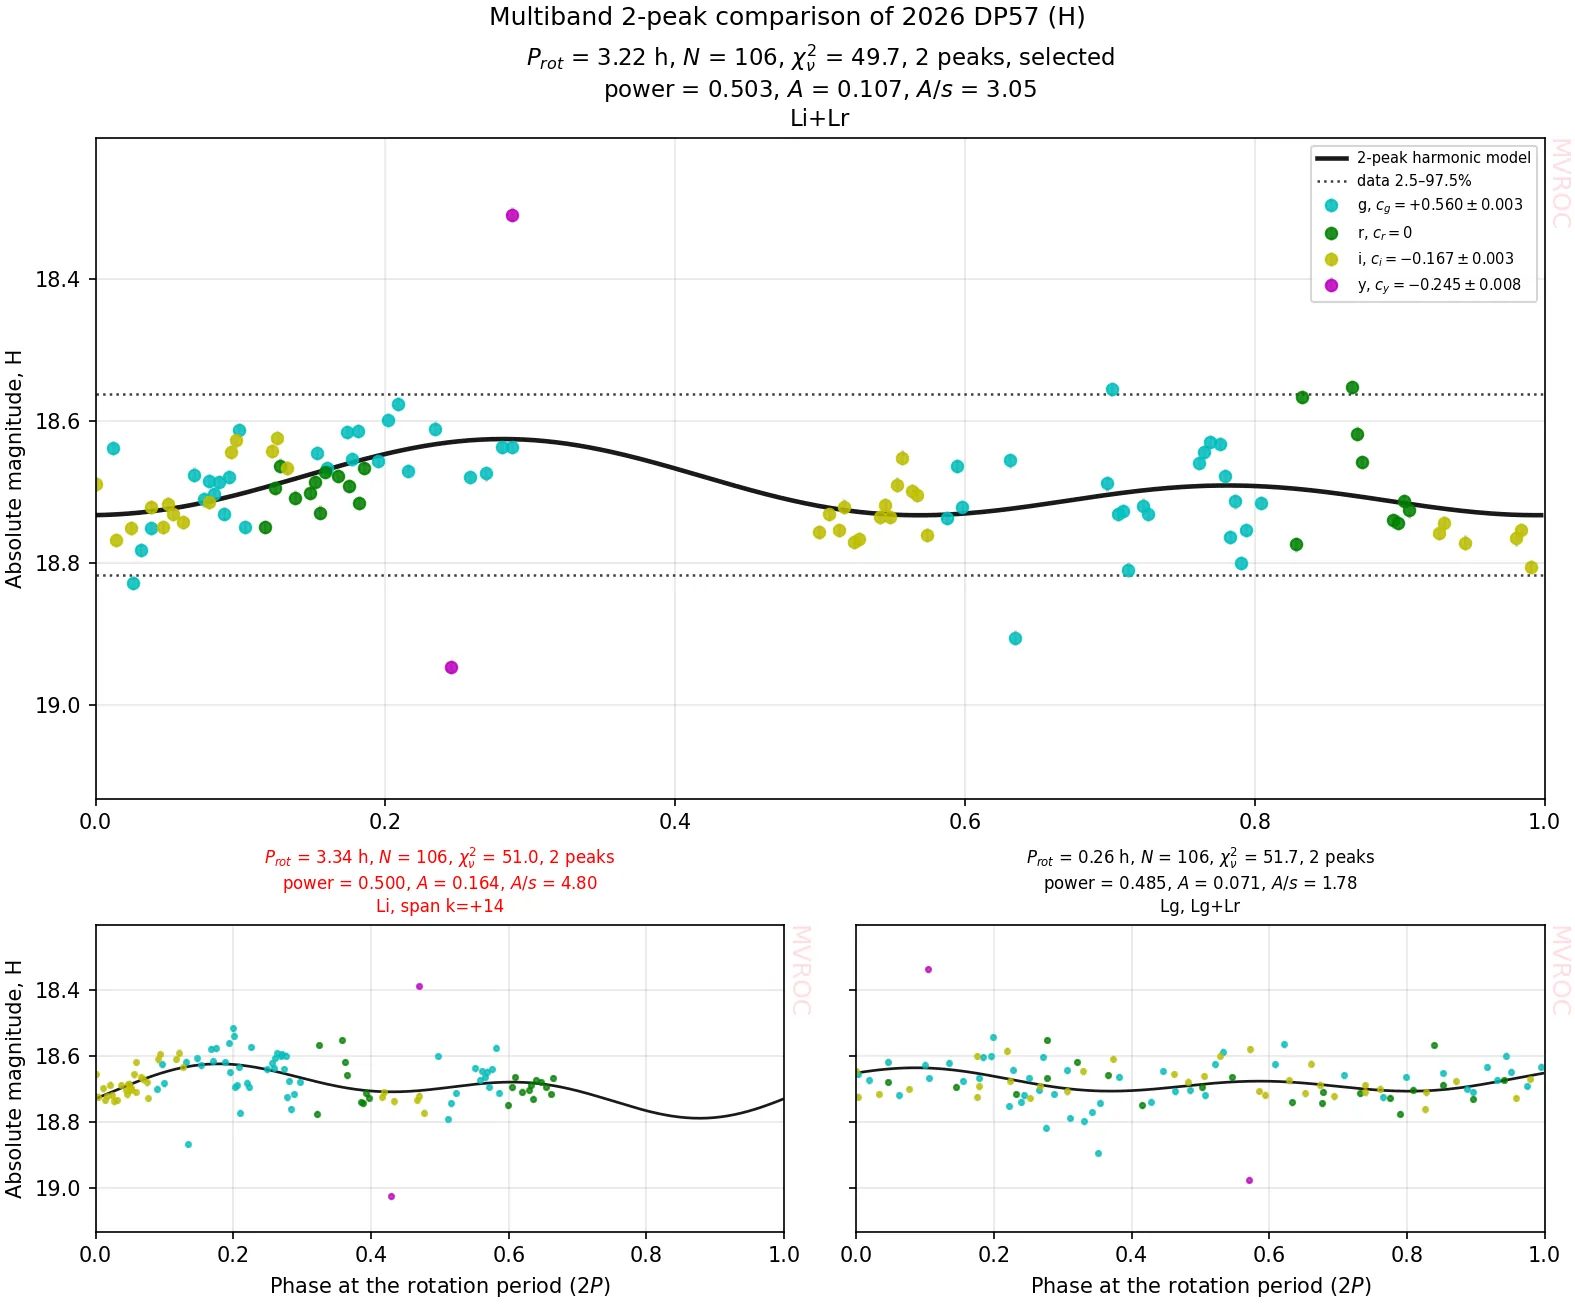 Multiband 2-peak comparison of 2026 DP57 (H)
P_rot = 3.22 h, N = 106, χ²_ν = 49.7, 2 peaks, selected
power = 0.503, A = 0.107, A/s = 3.05
Li+Lr
2-peak harmonic model
data 2.5–97.5%
g, c_g = +0.560 ± 0.003
r, c_r = 0
i, c_i = −0.167 ± 0.003
y, c_y = −0.245 ± 0.008
MVROC
Absolute magnitude, H
18.4
18.6
18.8
19.0
0.0 0.2 0.4 0.6 0.8 1.0
P_rot = 3.34 h, N = 106, χ²_ν = 51.0, 2 peaks
power = 0.500, A = 0.164, A/s = 4.80
Li, span k=+14
MVROC
Absolute magnitude, H
18.4
18.6
18.8
19.0
0.0 0.2 0.4 0.6 0.8 1.0
Phase at the rotation period (2P)
P_rot = 0.26 h, N = 106, χ²_ν = 51.7, 2 peaks
power = 0.485, A = 0.071, A/s = 1.78
Lg, Lg+Lr
MVROC
0.0 0.2 0.4 0.6 0.8 1.0
Phase at the rotation period (2P)